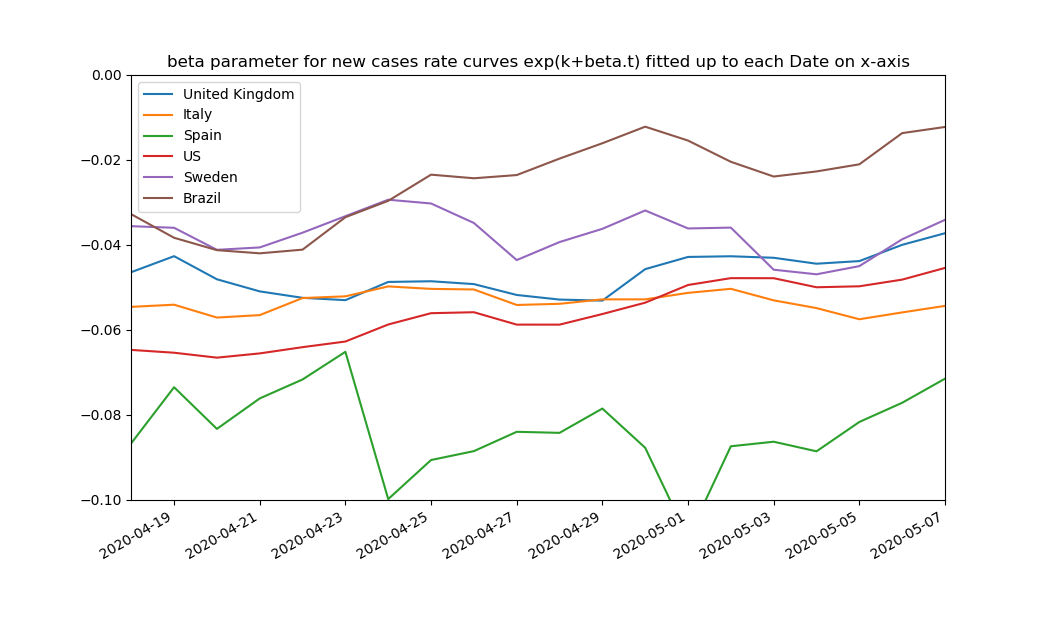 beta parameter for new cases rate curves exp(k+beta.t) fitted up to each Date on x-axis
0.00
−0.02
−0.04
−0.06
−0.08
−0.10
United Kingdom
Italy
Spain
US
Sweden
Brazil
2020-04-19
2020-04-21
2020-04-23
2020-04-25
2020-04-27
2020-04-29
2020-05-01
2020-05-03
2020-05-05
2020-05-07